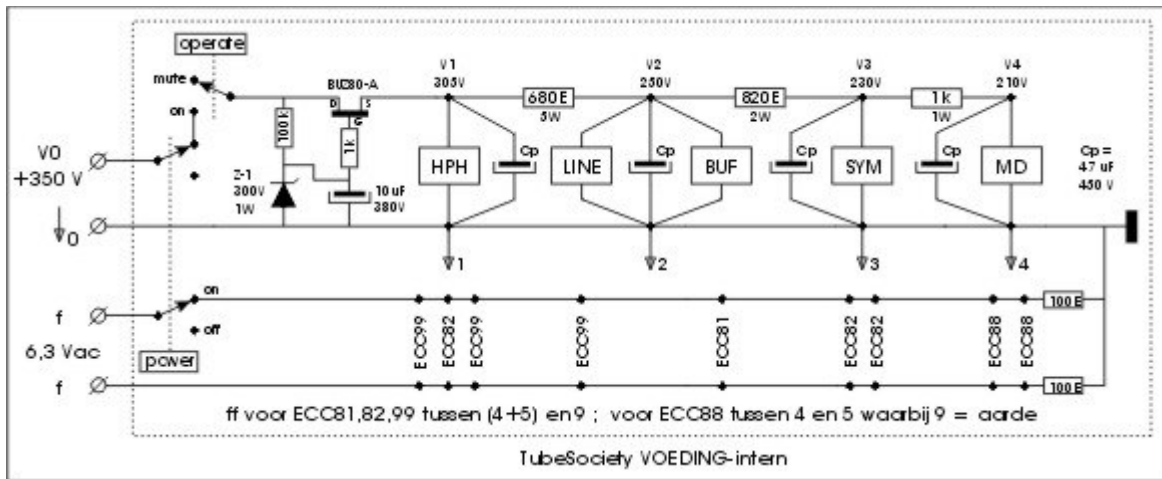 operate
mute
on
V0
+350 V
0
100k
BUZ80-A
D S
G
1k
Z-1
300V
1W
10uF
380V
V1
305V
680E
5W
V2
250V
820E
2W
V3
230V
1k
1W
V4
210V
HPH
Cp
LINE
Cp
BUF
Cp
SYM
Cp
MD
Cp =
47 uF
450 V
1
2
3
4
f
6,3 Vac
f
on
off
power
ECC99
ECC82
ECC99
ECC99
ECC81
ECC82
ECC82
ECC88
ECC88
100E
100E
ff voor ECC81,82,99 tussen (4+5) en 9 ; voor ECC88 tussen 4 en 5 waarbij 9 = aarde
TubeSociety VOEDING-intern